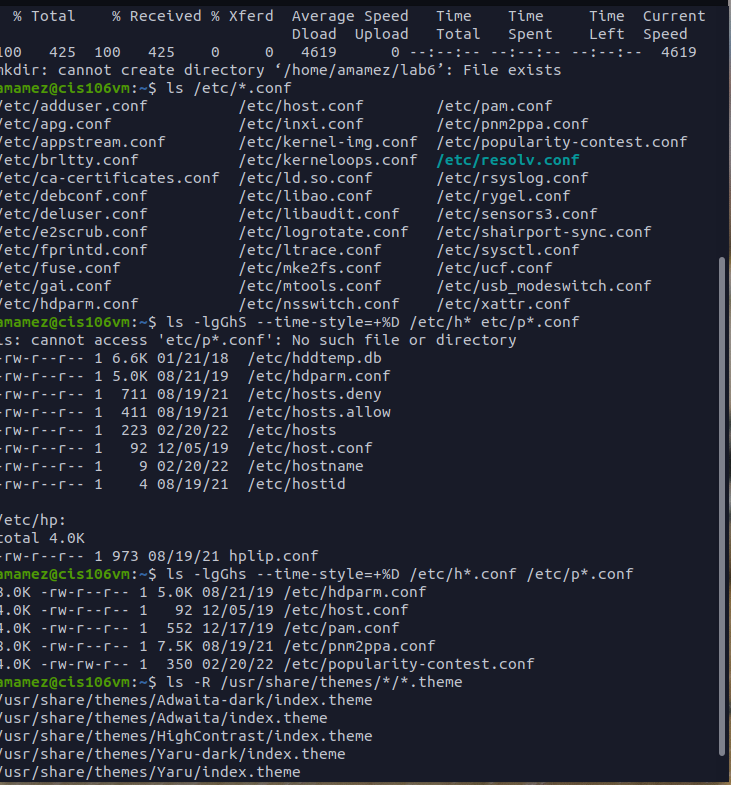 % Total    % Received % Xferd  Average Speed   Time    Time     Time  Current
                                 Dload  Upload   Total   Spent    Left  Speed
100   425  100   425    0     0   4619      0 --:--:-- --:--:-- --:--:--  4619
mkdir: cannot create directory ‘/home/amamez/lab6’: File exists
amamez@cis106vm:~$ ls /etc/*.conf
/etc/adduser.conf          /etc/host.conf        /etc/pam.conf
/etc/apg.conf              /etc/inxi.conf        /etc/pnm2ppa.conf
/etc/appstream.conf        /etc/kernel-img.conf  /etc/popularity-contest.conf
/etc/brltty.conf           /etc/kerneloops.conf  /etc/resolv.conf
/etc/ca-certificates.conf  /etc/ld.so.conf       /etc/rsyslog.conf
/etc/debconf.conf          /etc/libao.conf       /etc/rygel.conf
/etc/deluser.conf          /etc/libaudit.conf    /etc/sensors3.conf
/etc/e2scrub.conf          /etc/logrotate.conf   /etc/shairport-sync.conf
/etc/fprintd.conf          /etc/ltrace.conf      /etc/sysctl.conf
/etc/fuse.conf             /etc/mke2fs.conf      /etc/ucf.conf
/etc/gai.conf              /etc/mtools.conf      /etc/usb_modeswitch.conf
/etc/hdparm.conf           /etc/nsswitch.conf    /etc/xattr.conf
amamez@cis106vm:~$ ls -lgGhS --time-style=+%D /etc/h* etc/p*.conf
ls: cannot access 'etc/p*.conf': No such file or directory
-rw-r--r-- 1 6.6K 01/21/18  /etc/hddtemp.db
-rw-r--r-- 1 5.0K 08/21/19  /etc/hdparm.conf
-rw-r--r-- 1  711 08/19/21  /etc/hosts.deny
-rw-r--r-- 1  411 08/19/21  /etc/hosts.allow
-rw-r--r-- 1  223 02/20/22  /etc/hosts
-rw-r--r-- 1   92 12/05/19  /etc/host.conf
-rw-r--r-- 1    9 02/20/22  /etc/hostname
-rw-r--r-- 1    4 08/19/21  /etc/hostid
/etc/hp:
total 4.0K
-rw-r--r-- 1 973 08/19/21 hplip.conf
amamez@cis106vm:~$ ls -lgGhs --time-style=+%D /etc/h*.conf /etc/p*.conf
8.0K -rw-r--r-- 1 5.0K 08/21/19 /etc/hdparm.conf
4.0K -rw-r--r-- 1   92 12/05/19 /etc/host.conf
4.0K -rw-r--r-- 1  552 12/17/19 /etc/pam.conf
8.0K -rw-r--r-- 1 7.5K 08/19/21 /etc/pnm2ppa.conf
4.0K -rw-rw-r-- 1  350 02/20/22 /etc/popularity-contest.conf
amamez@cis106vm:~$ ls -R /usr/share/themes/*/*.theme
/usr/share/themes/Adwaita-dark/index.theme
/usr/share/themes/Adwaita/index.theme
/usr/share/themes/HighContrast/index.theme
/usr/share/themes/Yaru-dark/index.theme
/usr/share/themes/Yaru/index.theme